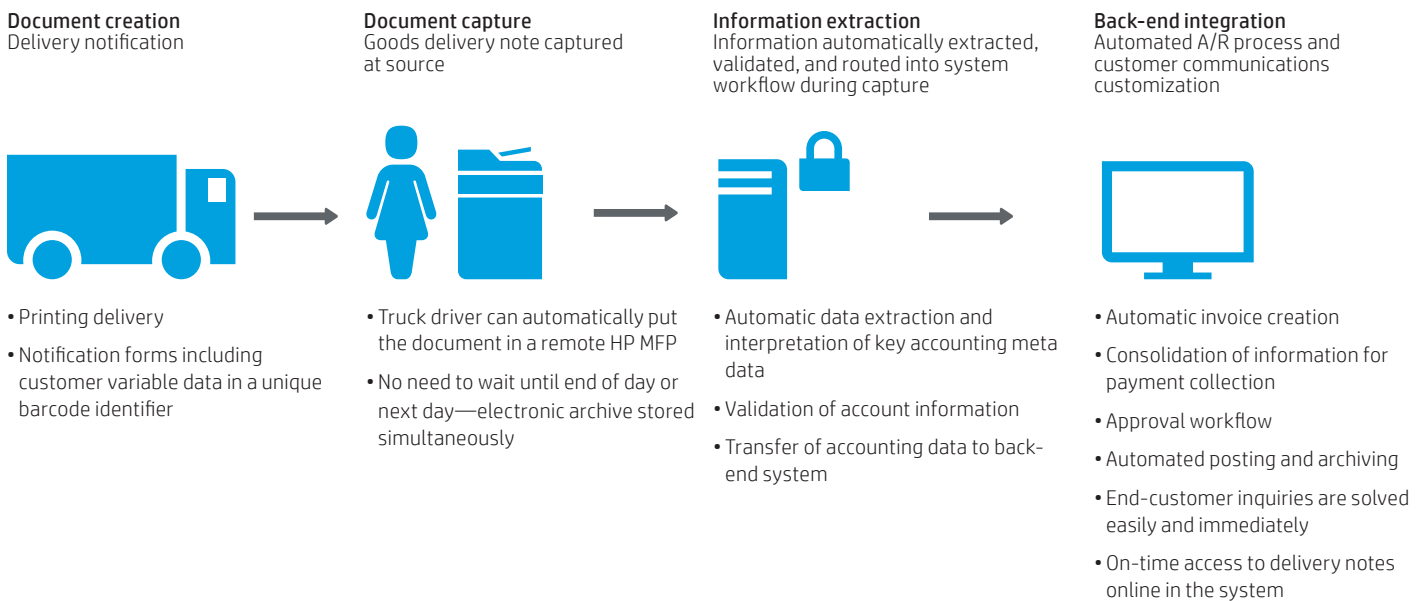 Document creation
Delivery notification
Document capture
Goods delivery note captured
at source
Information extraction
Information automatically extracted,
validated, and routed into system
workflow during capture
Back-end integration
Automated A/R process and
customer communications
customization
• Printing delivery
• Notification forms including
customer variable data in a unique
barcode identifier
• Truck driver can automatically put
the document in a remote HP MFP
• No need to wait until end of day or
next day—electronic archive stored
simultaneously
• Automatic data extraction and
interpretation of key accounting meta
data
• Validation of account information
• Transfer of accounting data to back-
end system
• Automatic invoice creation
• Consolidation of information for
payment collection
• Approval workflow
• Automated posting and archiving
• End-customer inquiries are solved
easily and immediately
• On-time access to delivery notes
online in the system